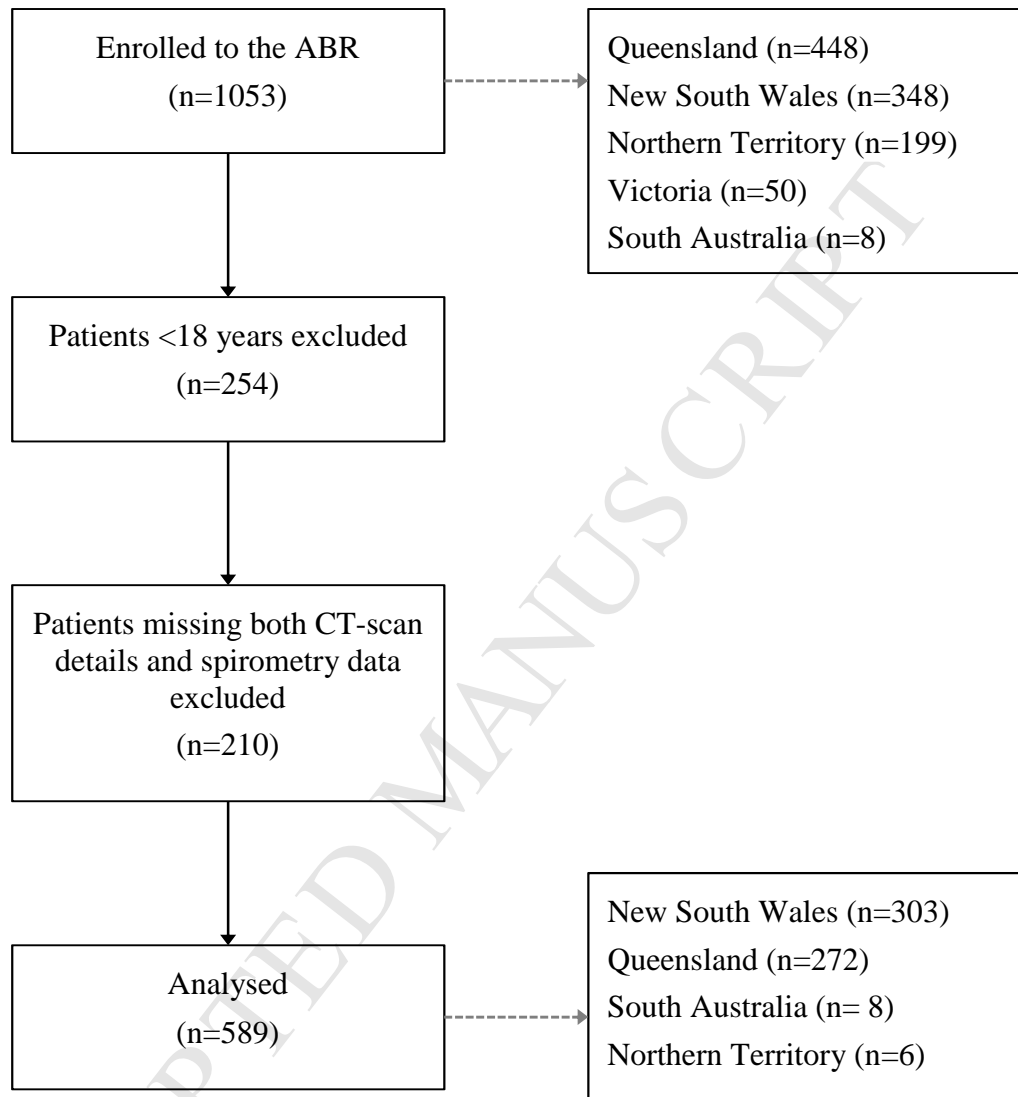 Enrolled to the ABR
(n=1053)
Queensland (n=448)
New South Wales (n=348)
Northern Territory (n=199)
Victoria (n=50)
South Australia (n=8)
Patients <18 years excluded
(n=254)
Patients missing both CT-scan
details and spirometry data
excluded
(n=210)
Analysed
(n=589)
New South Wales (n=303)
Queensland (n=272)
South Australia (n= 8)
Northern Territory (n=6)
PTED MANUSCRIPT